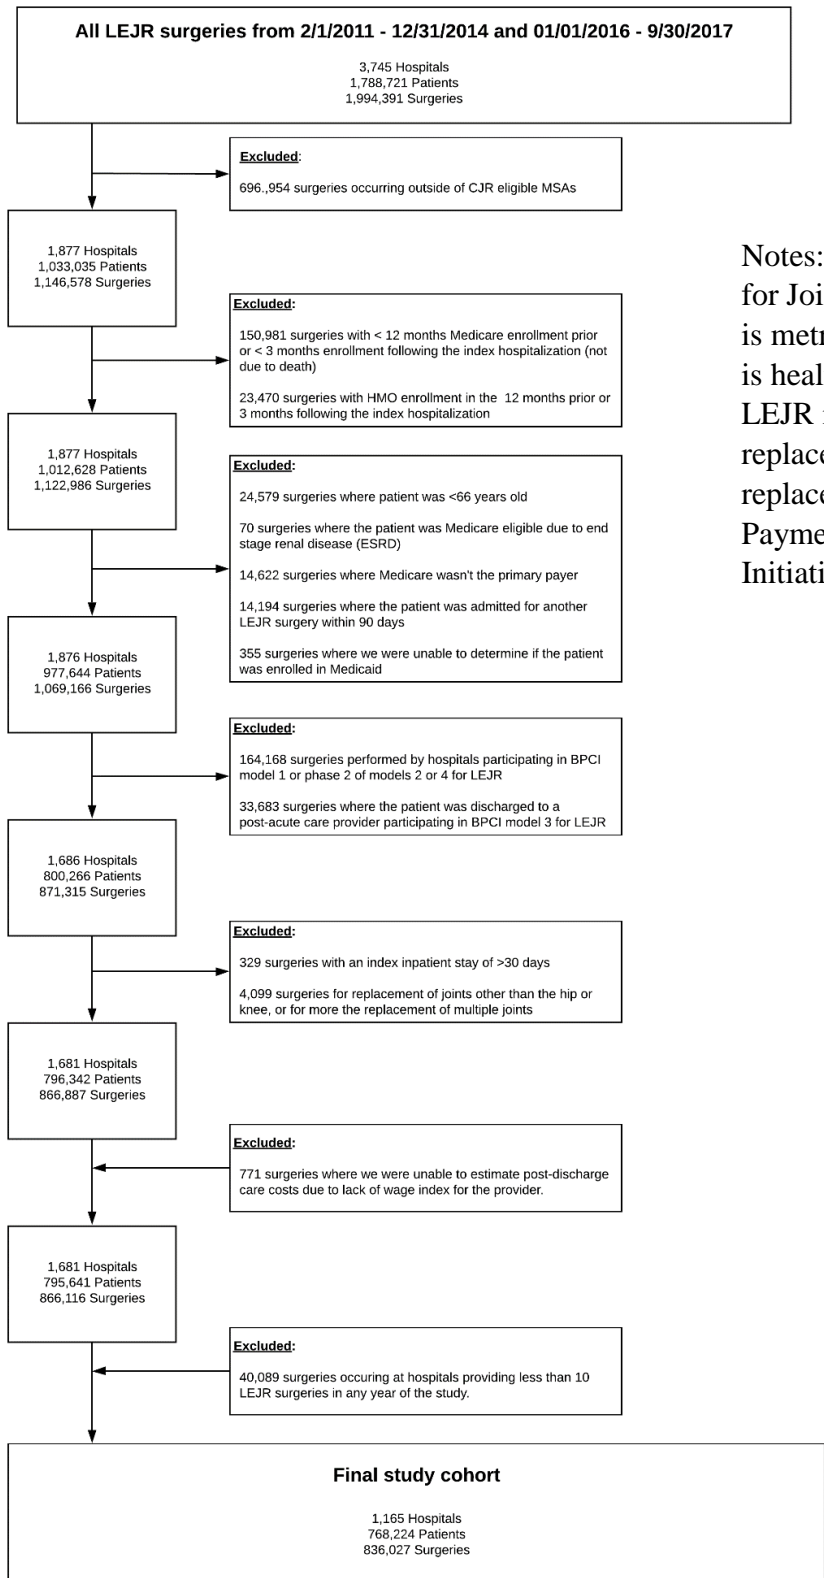 All LEJR surgeries from 2/1/2011 - 12/31/2014 and 01/01/2016 - 9/30/2017
3,745 Hospitals
1,788,721 Patients
1,994,391 Surgeries
Excluded:
696.,954 surgeries occurring outside of CJR eligible MSAs
1,877 Hospitals
1,033,035 Patients
1,146,578 Surgeries
Excluded:
150,981 surgeries with < 12 months Medicare enrollment prior
or < 3 months enrollment following the index hospitalization (not
due to death)
23,470 surgeries with HMO enrollment in the 12 months prior or
3 months following the index hospitalization
1,877 Hospitals
1,012,628 Patients
1,122,986 Surgeries
Excluded:
24,579 surgeries where patient was <66 years old
70 surgeries where the patient was Medicare eligible due to end
stage renal disease (ESRD)
14,622 surgeries where Medicare wasn't the primary payer
14,194 surgeries where the patient was admitted for another
LEJR surgery within 90 days
355 surgeries where we were unable to determine if the patient
was enrolled in Medicaid
1,876 Hospitals
977,644 Patients
1,069,166 Surgeries
Excluded:
164,168 surgeries performed by hospitals participating in BPCI
model 1 or phase 2 of models 2 or 4 for LEJR
33,683 surgeries where the patient was discharged to a
post-acute care provider participating in BPCI model 3 for LEJR
1,686 Hospitals
800,266 Patients
871,315 Surgeries
Excluded:
329 surgeries with an index inpatient stay of >30 days
4,099 surgeries for replacement of joints other than the hip or
knee, or for more the replacement of multiple joints
1,681 Hospitals
796,342 Patients
866,887 Surgeries
Excluded:
771 surgeries where we were unable to estimate post-discharge
care costs due to lack of wage index for the provider.
1,681 Hospitals
795,641 Patients
866,116 Surgeries
Excluded:
40,089 surgeries occuring at hospitals providing less than 10
LEJR surgeries in any year of the study.
Final study cohort
1,165 Hospitals
768,224 Patients
836,027 Surgeries
Notes:
for
is
is
LEJR